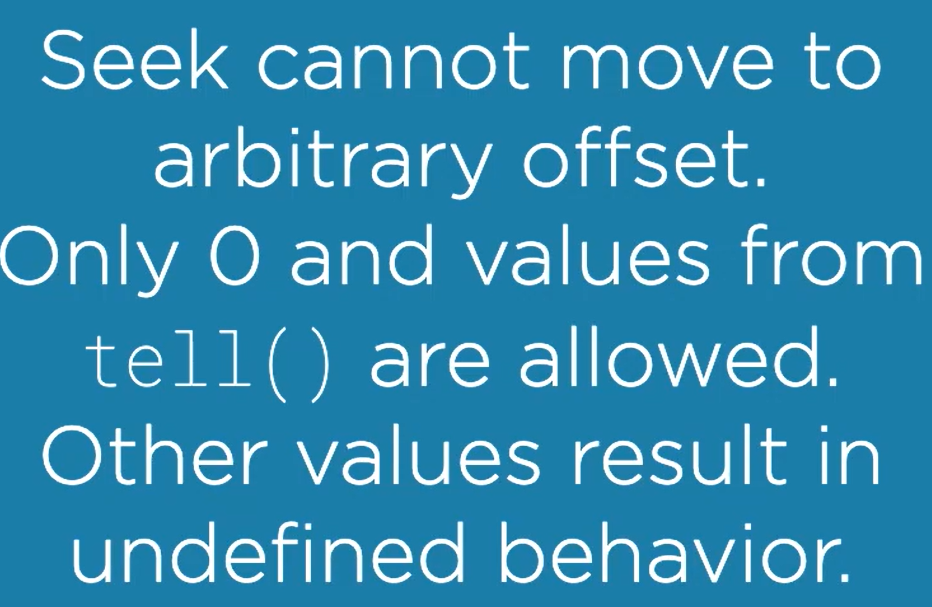 Seek cannot move to
arbitrary offset.
Only 0 and values from
tell() are allowed.
Other values result in
undefined behavior.